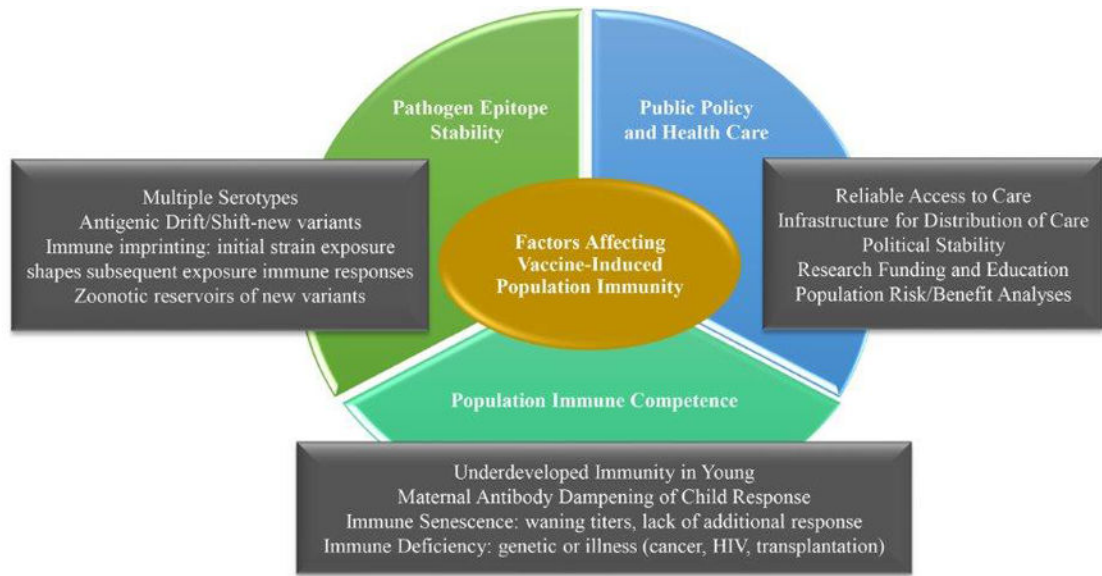 Pathogen Epitope
Stability
Public Policy
and Health Care
Multiple Serotypes
Antigenic Drift/Shift-new variants
Immune imprinting: initial strain exposure
shapes subsequent exposure immune responses
Zoonotic reservoirs of new variants
Factors Affecting
Vaccine-Induced
Population Immunity
Reliable Access to Care
Infrastructure for Distribution of Care
Political Stability
Research Funding and Education
Population Risk/Benefit Analyses
Population Immune Competence
Underdeveloped Immunity in Young
Maternal Antibody Dampening of Child Response
Immune Senescence: waning titers, lack of additional response
Immune Deficiency: genetic or illness (cancer, HIV, transplantation)